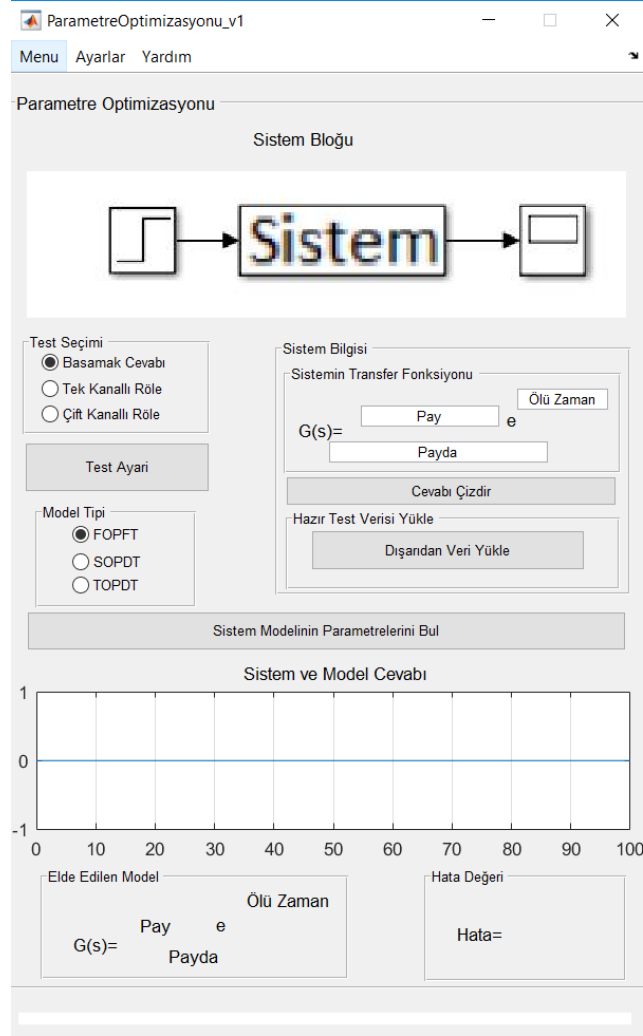 ParametreOptimizasyonu_v1
Menu Ayarlar Yardım
Parametre Optimizasyonu
Sistem Bloğu
Sistem
Test Seçimi
Basamak Cevabı
Tek Kanallı Röle
Çift Kanallı Röle
Test Ayari
Model Tipi
FOPFT
SOPDT
TOPDT
Sistem Bilgisi
Sistemin Transfer Fonksiyonu
Ölü Zaman
Pay e
G(s)=
Payda
Cevabı Çizdir
Hazır Test Verisi Yükle
Dışarıdan Veri Yükle
Sistem Modelinin Parametrelerini Bul
Sistem ve Model Cevabı
1
0
-1
0 10 20 30 40 50 60 70 80 90 100
Elde Edilen Model
Ölü Zaman
Pay e
G(s)=
Payda
Hata Değeri
Hata=